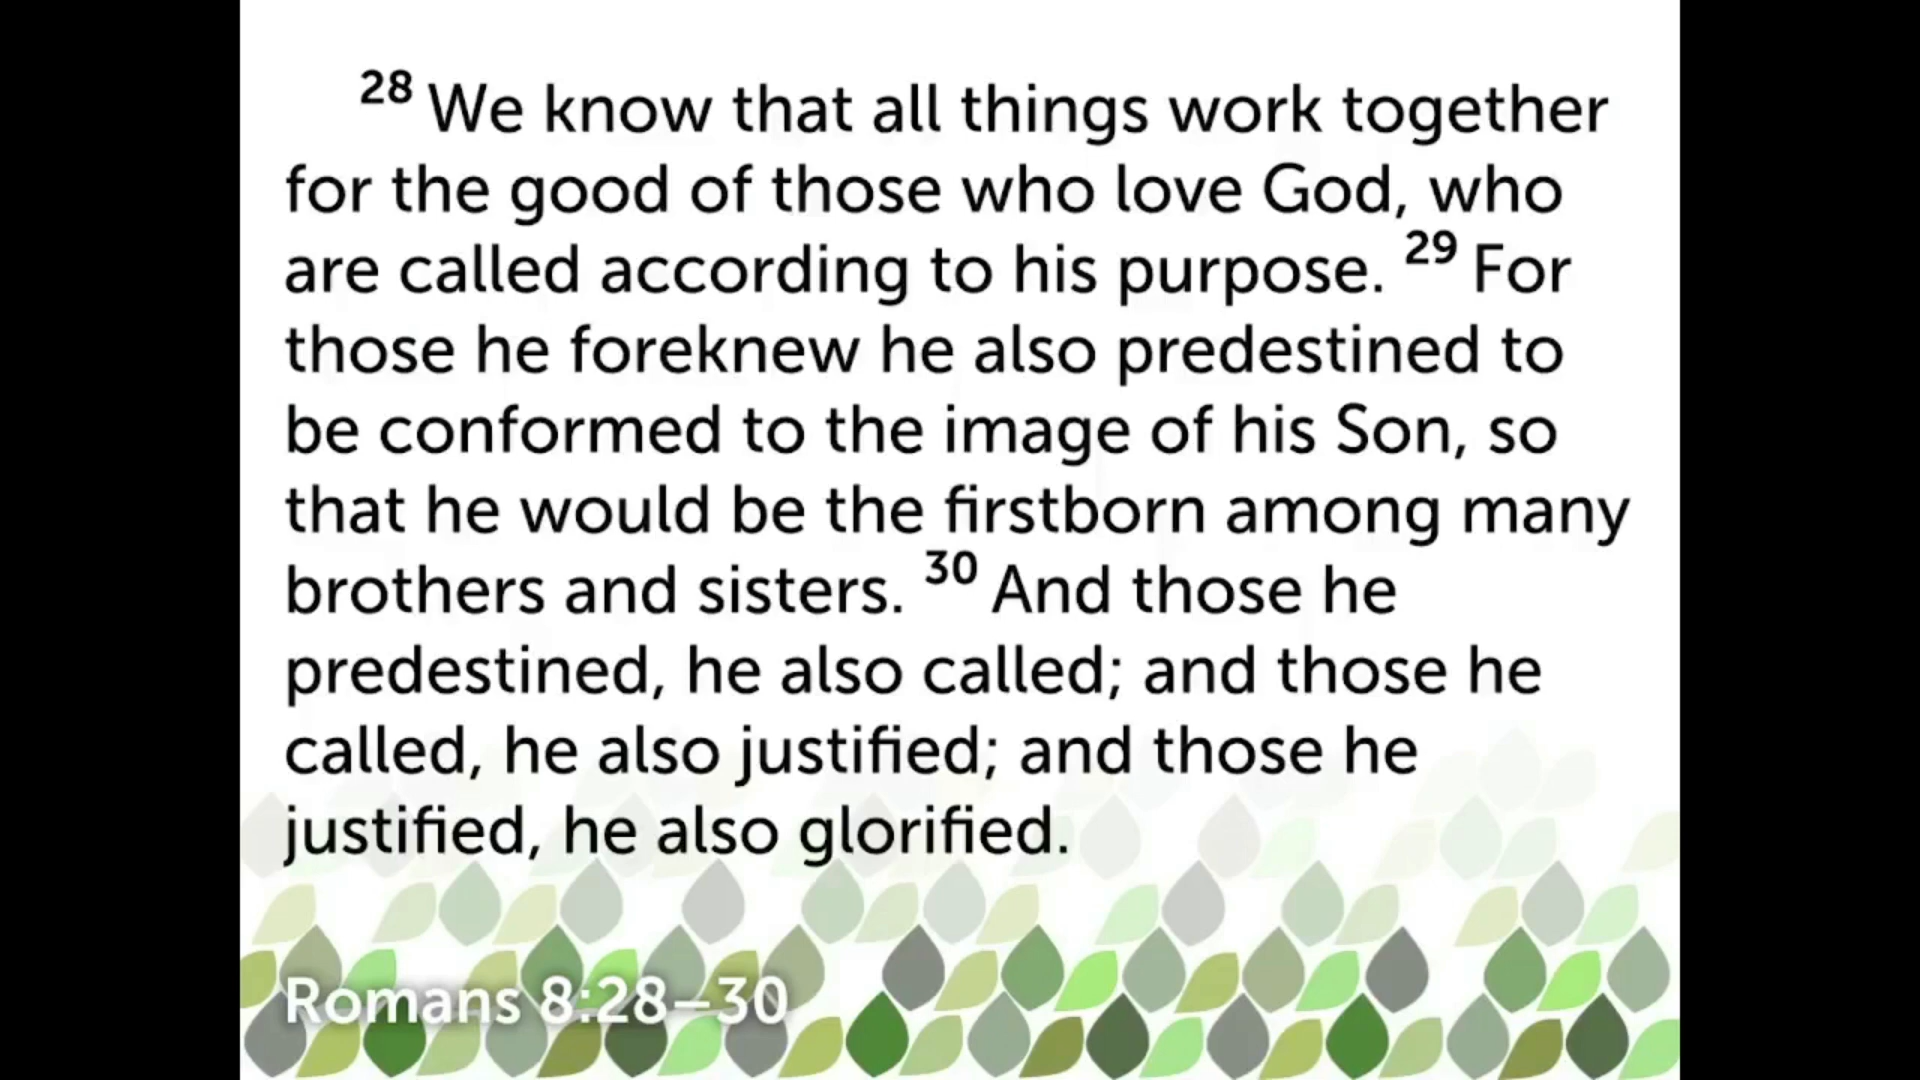 28 We know that all things work together
for the good of those who love God, who
are called according to his purpose. 29 For
those he foreknew he also predestined to
be conformed to the image of his Son, so
that he would be the firstborn among many
brothers and sisters. 30 And those he
predestined, he also called; and those he
called, he also justified; and those he
justified, he also glorified.
Romans 8:28–30